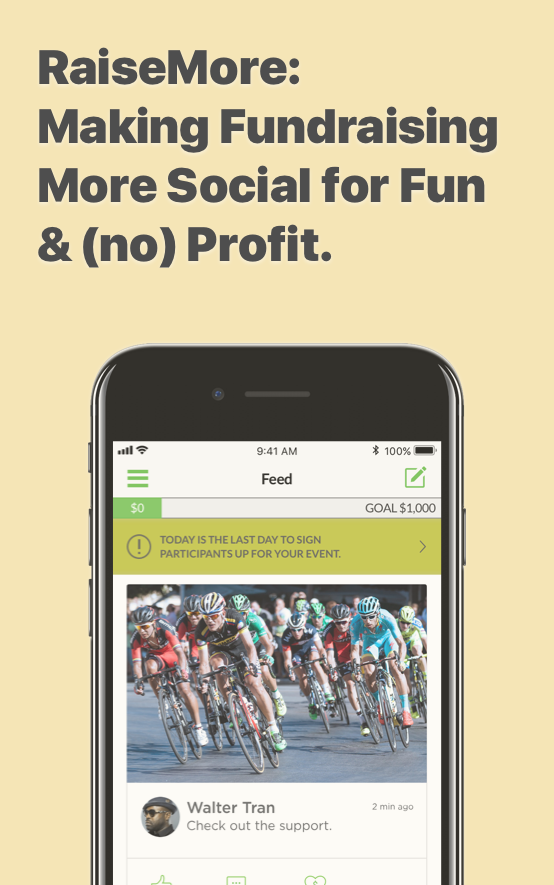 RaiseMore:
Making Fundraising
More Social for Fun
& (no) Profit.
9:41 AM
100%
Feed
$0
GOAL $1,000
TODAY IS THE LAST DAY TO SIGN
PARTICIPANTS UP FOR YOUR EVENT.
Walter Tran
2 min ago
Check out the support.